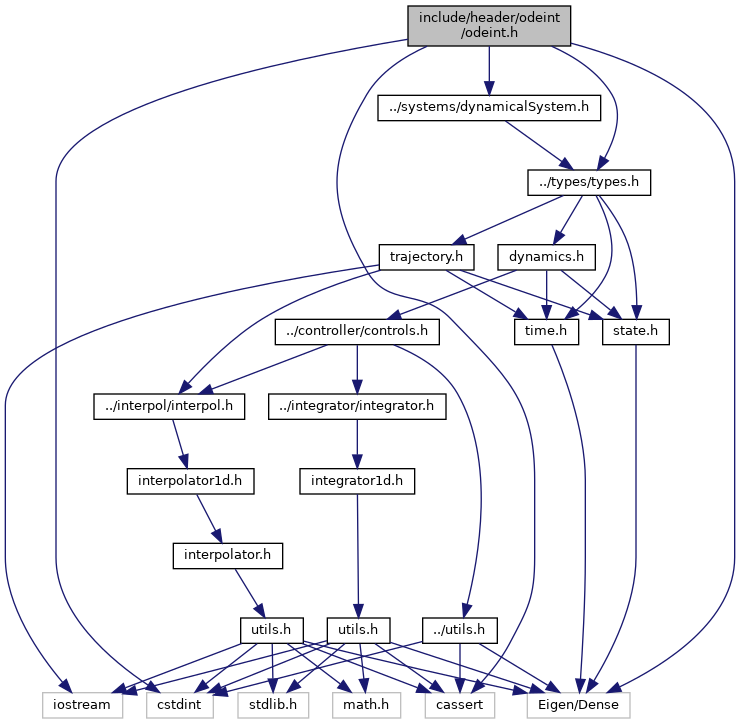 include/header/odeint
/odeint.h
../systems/dynamicalSystem.h
../types/types.h
trajectory.h
dynamics.h
../controller/controls.h
time.h
state.h
../interpol/interpol.h
../integrator/integrator.h
interpolator1d.h
integrator1d.h
interpolator.h
utils.h
utils.h
../utils.h
iostream
cstdint
stdlib.h
math.h
cassert
Eigen/Dense